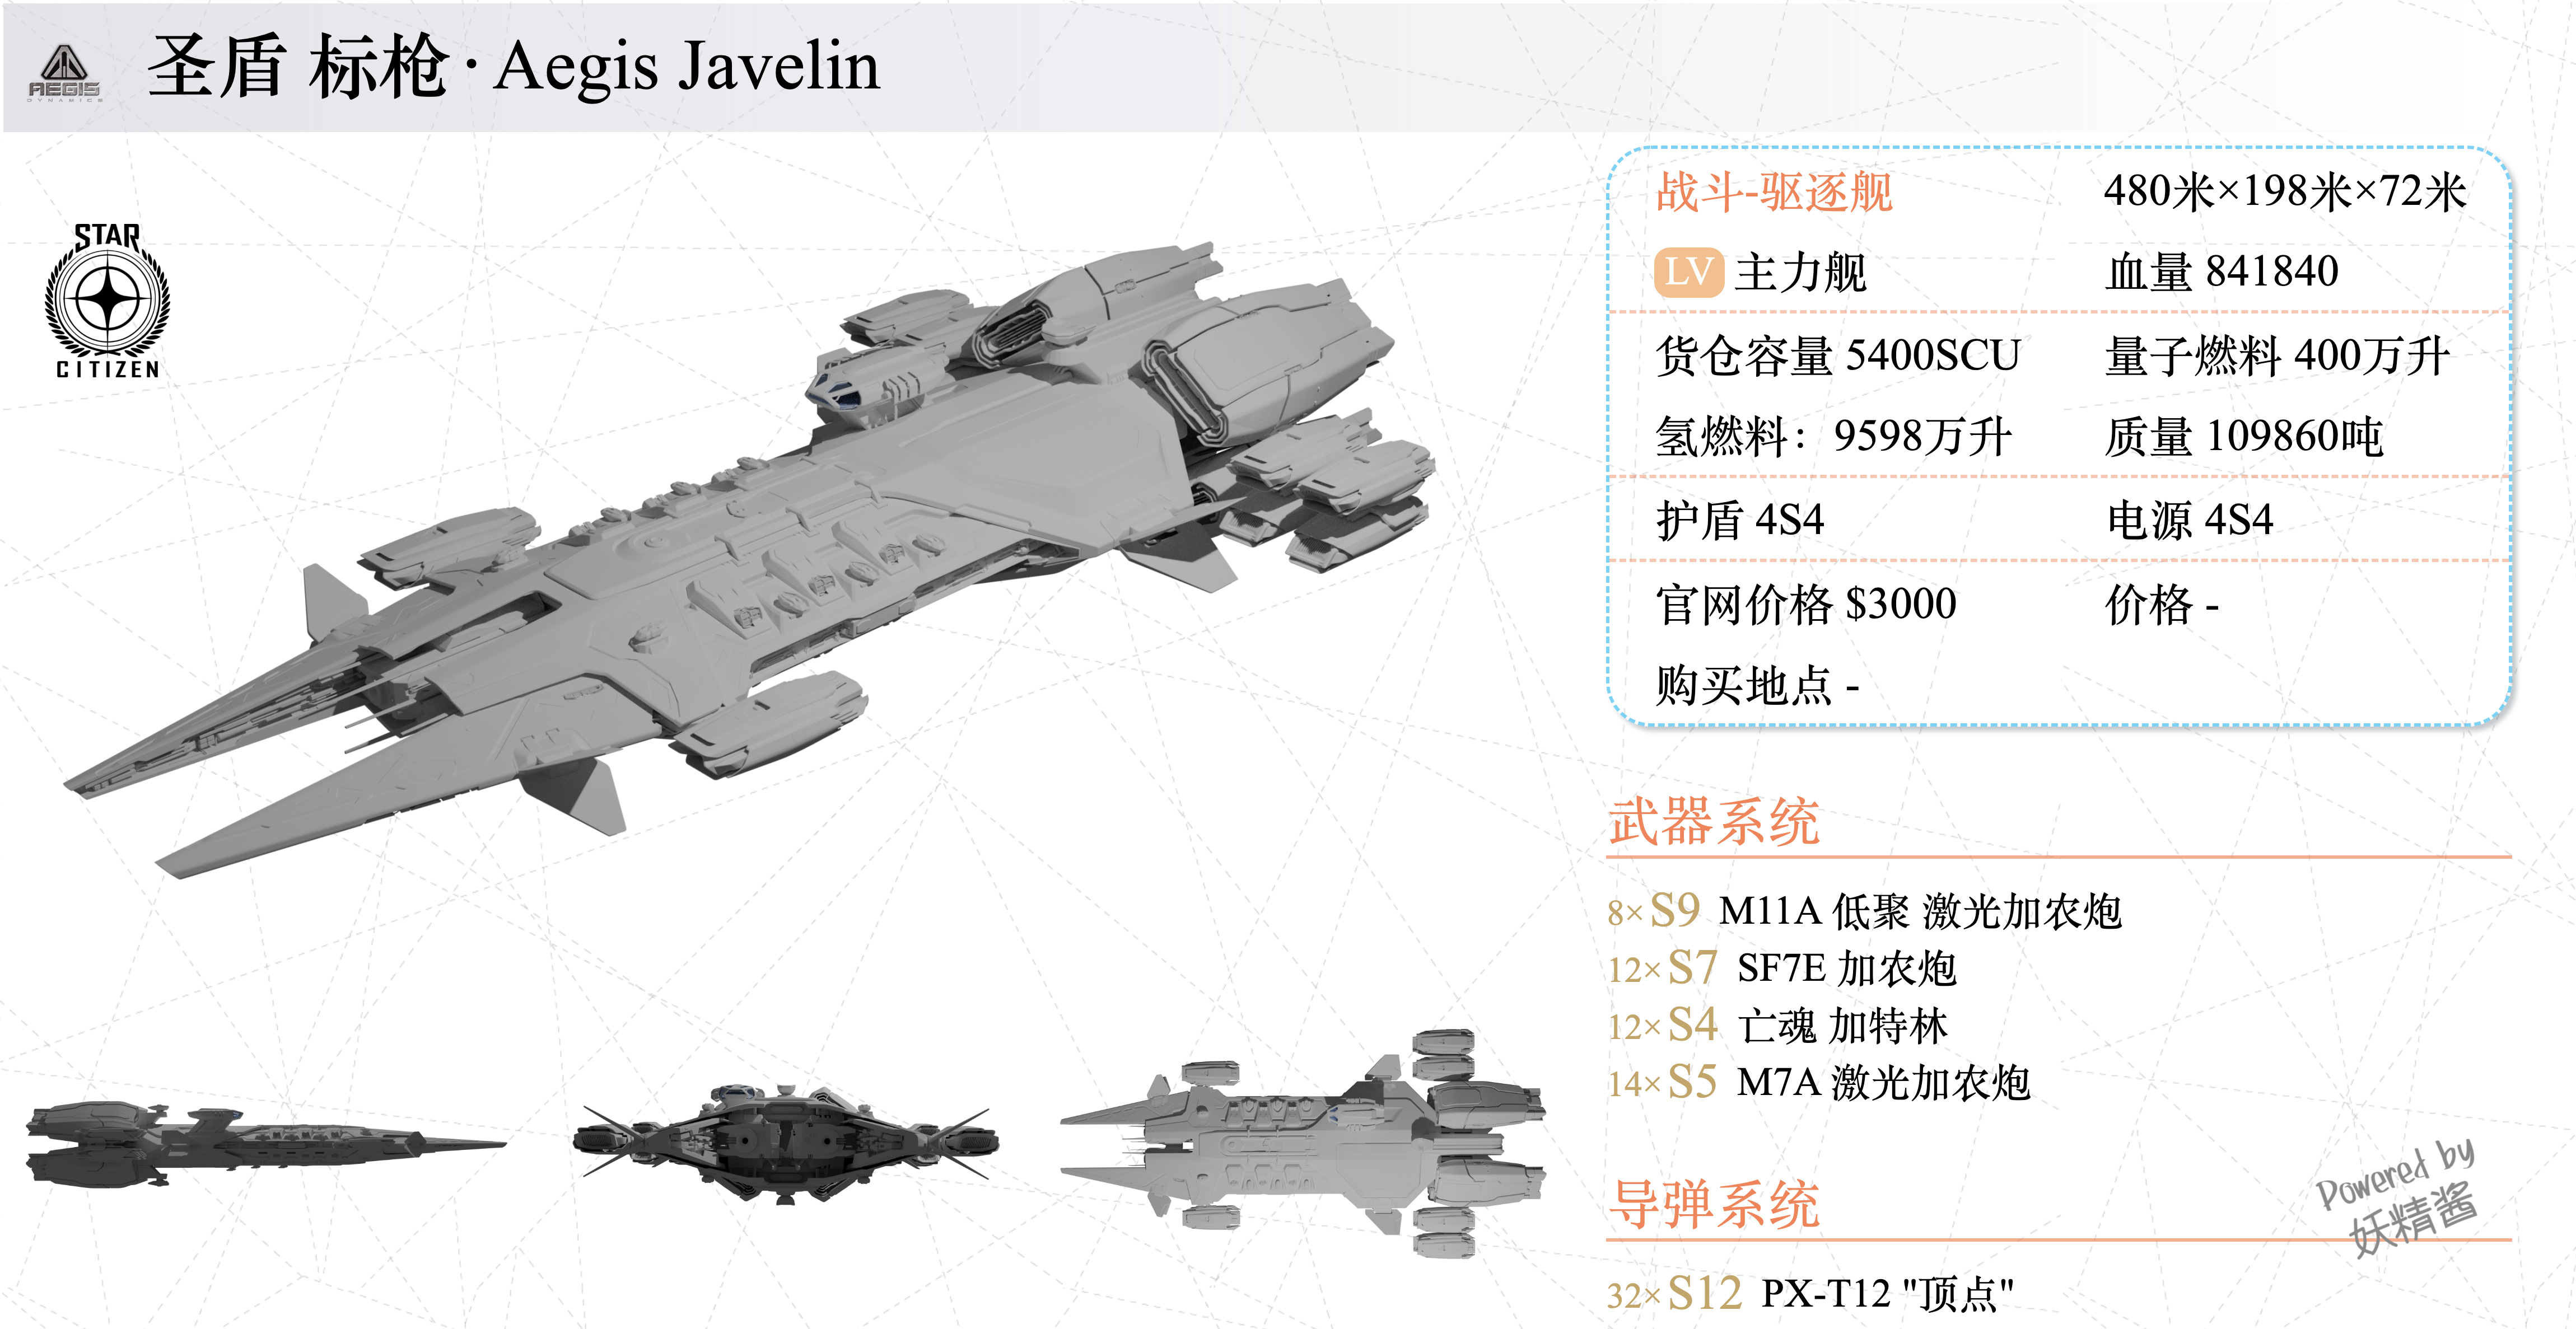 AEGIS
DYNAMICS
圣盾 标枪·Aegis Javelin
STAR
CITIZEN
战斗-驱逐舰 480米×198米×72米
LV 主力舰 血量 841840
货仓容量 5400SCU 量子燃料 400万升
氢燃料：9598万升 质量 109860吨
护盾 4S4 电源 4S4
官网价格 $3000 价格 -
购买地点 -
武器系统
8× S9 M11A 低聚 激光加农炮
12× S7 SF7E 加农炮
12× S4 亡魂 加特林
14× S5 M7A 激光加农炮
导弹系统
32× S12 PX-T12 "顶点"
Powered by
妖精酱